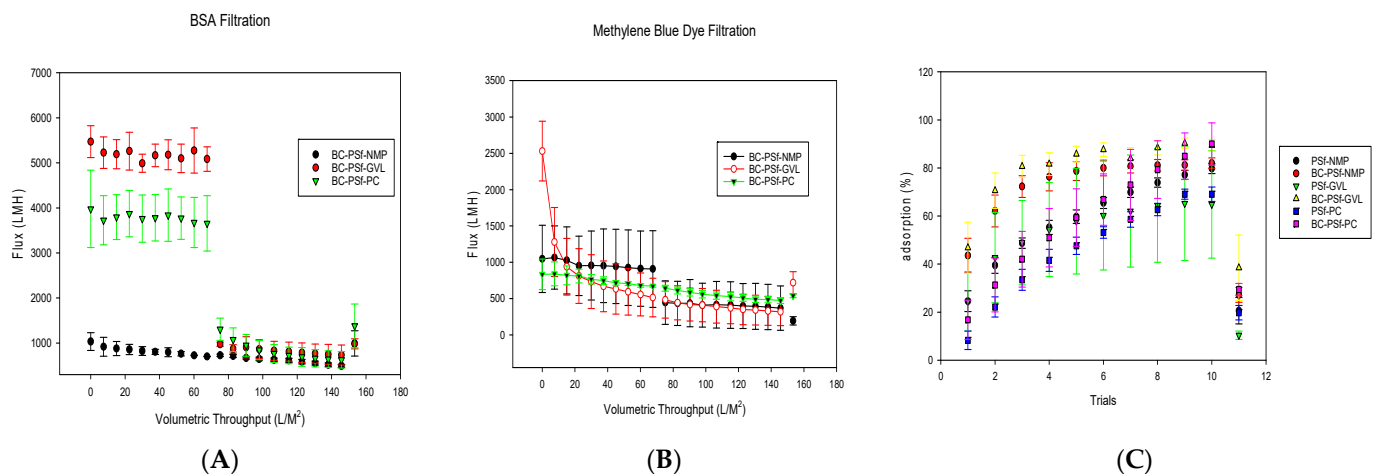 BSA Filtration
7000
6000
5000
4000
3000
2000
1000
Flux (LMH)
0 20 40 60 80 100 120 140 160
Volumetric Throughput (L/M²)
BC-PSf-NMP
BC-PSf-GVL
BC-PSf-PC
(A)
Methylene Blue Dye Filtration
3500
3000
2500
2000
1500
1000
500
0
Flux (LMH)
0 20 40 60 80 100 120 140 160
Volumetric Throughput (L/M²)
BC-PSf-NMP
BC-PSf-GVL
BC-PSf-PC
(B)
120
100
80
60
40
20
0
adsorption (%)
0 2 4 6 8 10 12
Trials
PSf-NMP
BC-PSf-NMP
PSf-GVL
BC-PSf-GVL
PSf-PC
BC-PSf-PC
(C)